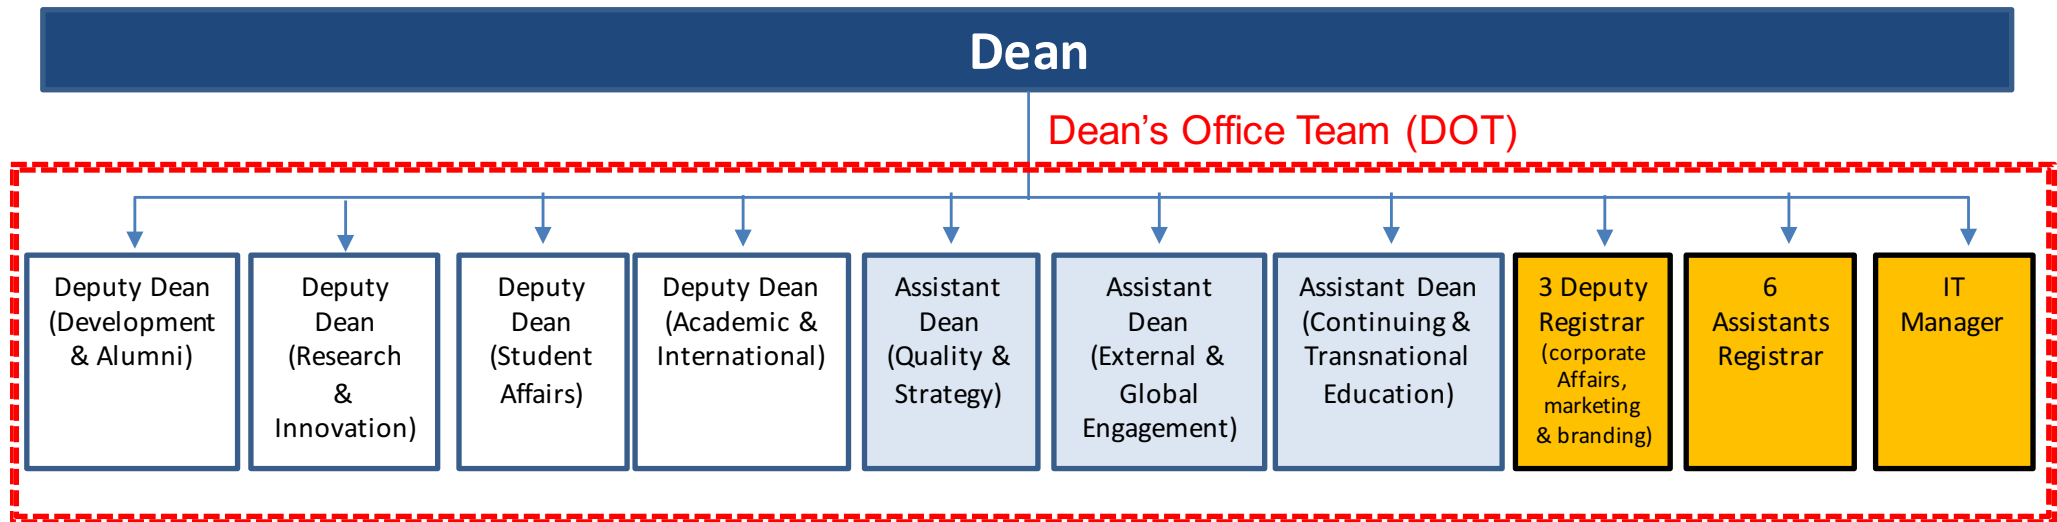 Dean
Dean’s Office Team (DOT)
Deputy Dean
(Development
& Alumni)
Deputy
Dean
(Research
&
Innovation)
Deputy
Dean
(Student
Affairs)
Deputy Dean
(Academic &
International)
Assistant
Dean
(Quality &
Strategy)
Assistant
Dean
(External &
Global
Engagement)
Assistant Dean
(Continuing &
Transnational
Education)
3 Deputy
Registrar
(corporate
Affairs,
marketing
& branding)
6
Assistants
Registrar
IT
Manager